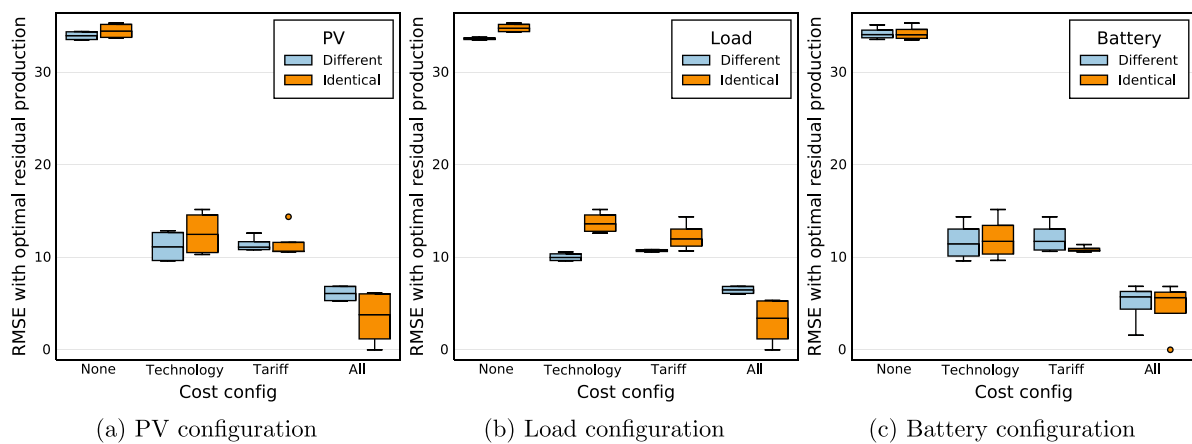 RMSE with optimal residual production
30
20
10
0
PV
Different
Identical
None Technology Tariff All
Cost config
(a) PV configuration
RMSE with optimal residual production
30
20
10
0
Load
Different
Identical
None Technology Tariff All
Cost config
(b) Load configuration
RMSE with optimal residual production
30
20
10
0
Battery
Different
Identical
None Technology Tariff All
Cost config
(c) Battery configuration